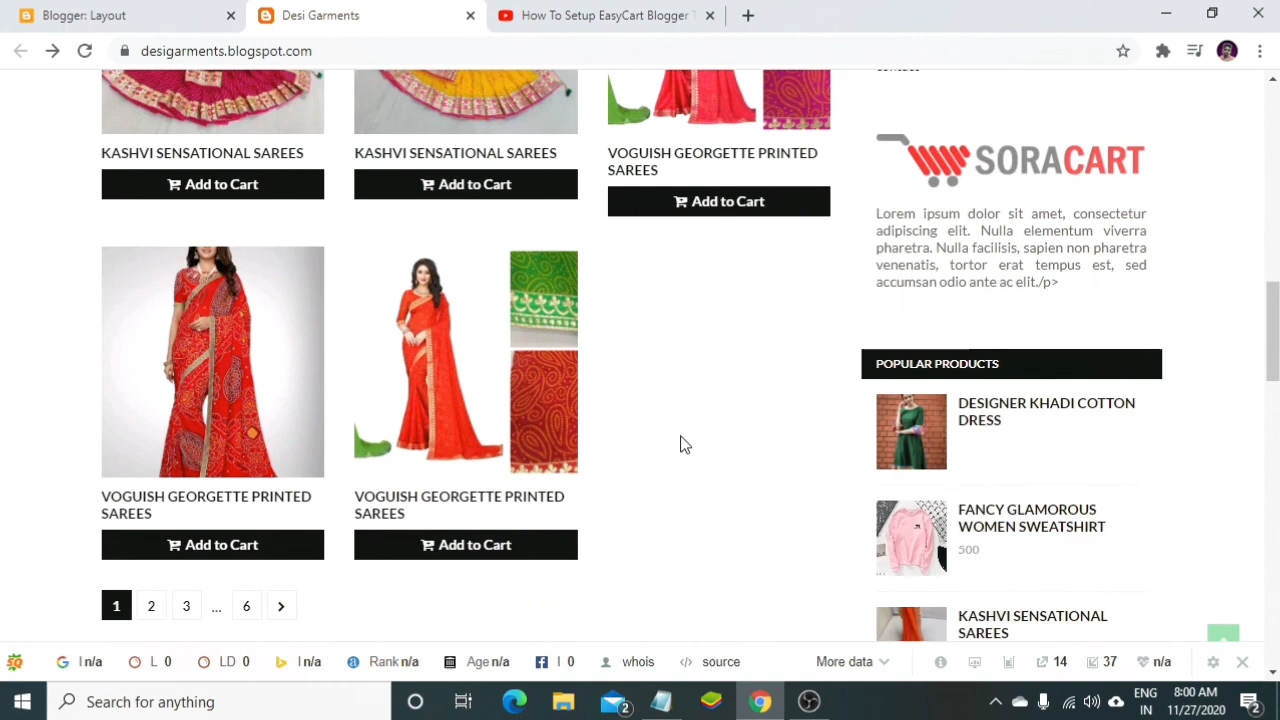 Blogger: Layout
Desi Garments
How To Setup EasyCart Blogger T
desigarments.blogspot.com
KASHVI SENSATIONAL SAREES
Add to Cart
KASHVI SENSATIONAL SAREES
Add to Cart
VOGUISH GEORGETTE PRINTED
SAREES
Add to Cart
VOGUISH GEORGETTE PRINTED
SAREES
Add to Cart
VOGUISH GEORGETTE PRINTED
SAREES
Add to Cart
1 2 3 ... 6
SORACART
Lorem ipsum dolor sit amet, consectetur
adipiscing elit. Nulla elementum viverra
pharetra. Nulla facilisis, sapien non pharetra
venenatis, tortor erat tempus est, sed
accumsan odio ante ac elit./p>
POPULAR PRODUCTS
DESIGNER KHADI COTTON
DRESS
FANCY GLAMOROUS
WOMEN SWEATSHIRT
500
KASHVI SENSATIONAL
SAREES
SQ G I n/a L 0 LD 0 I n/a a Rank n/a Age n/a I 0 whois source More data 14 37 n/a
Search for anything
2
ENG
IN
8:00 AM
11/27/2020
2